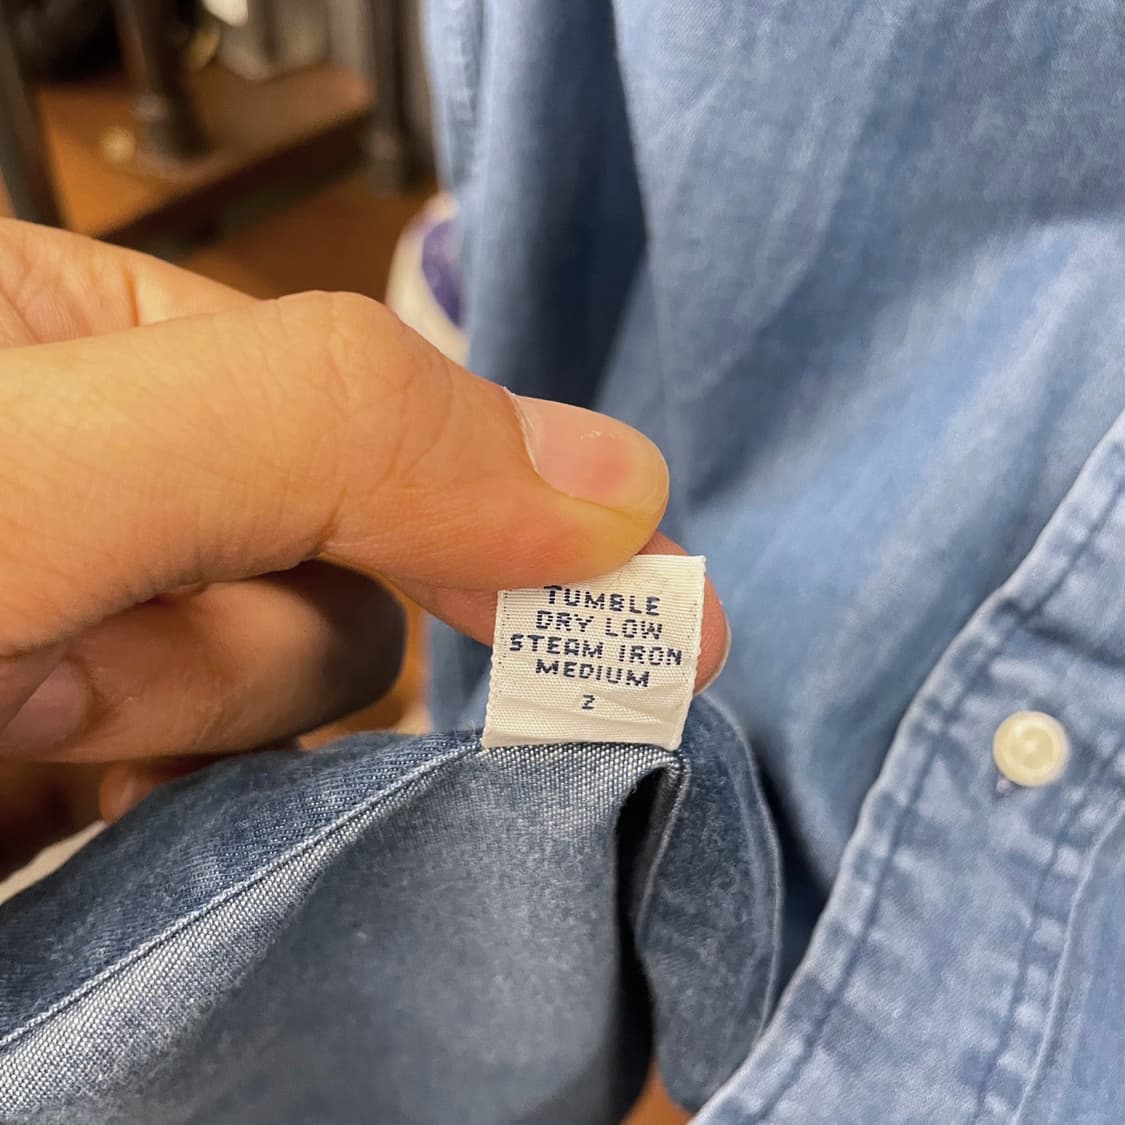 TUMBLE
DRY LOW
STEAM IRON
MEDIUM
2